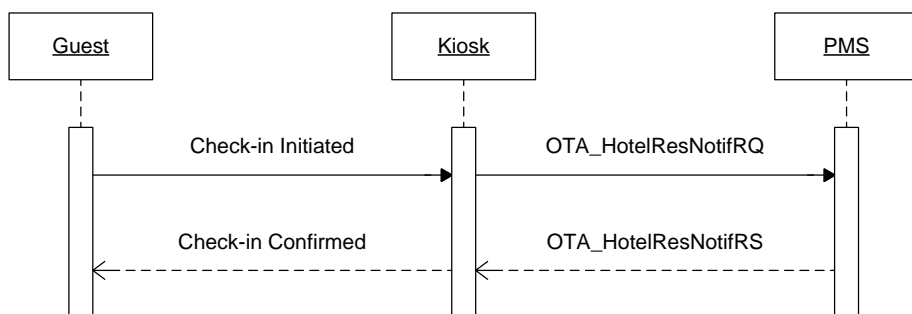 Guest
Kiosk
PMS
Check-in Initiated
OTA_HotelResNotifRQ
Check-in Confirmed
OTA_HotelResNotifRS